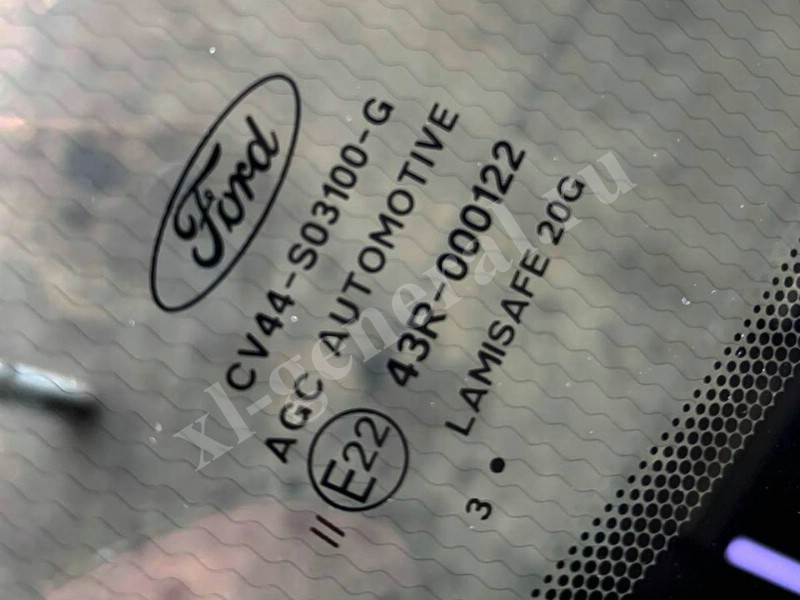 Ford
CV44-S03100-G
AGC AUTOMOTIVE
II E22 43R-000122
LAMISAFE 20G
3 •
xl-general.ru